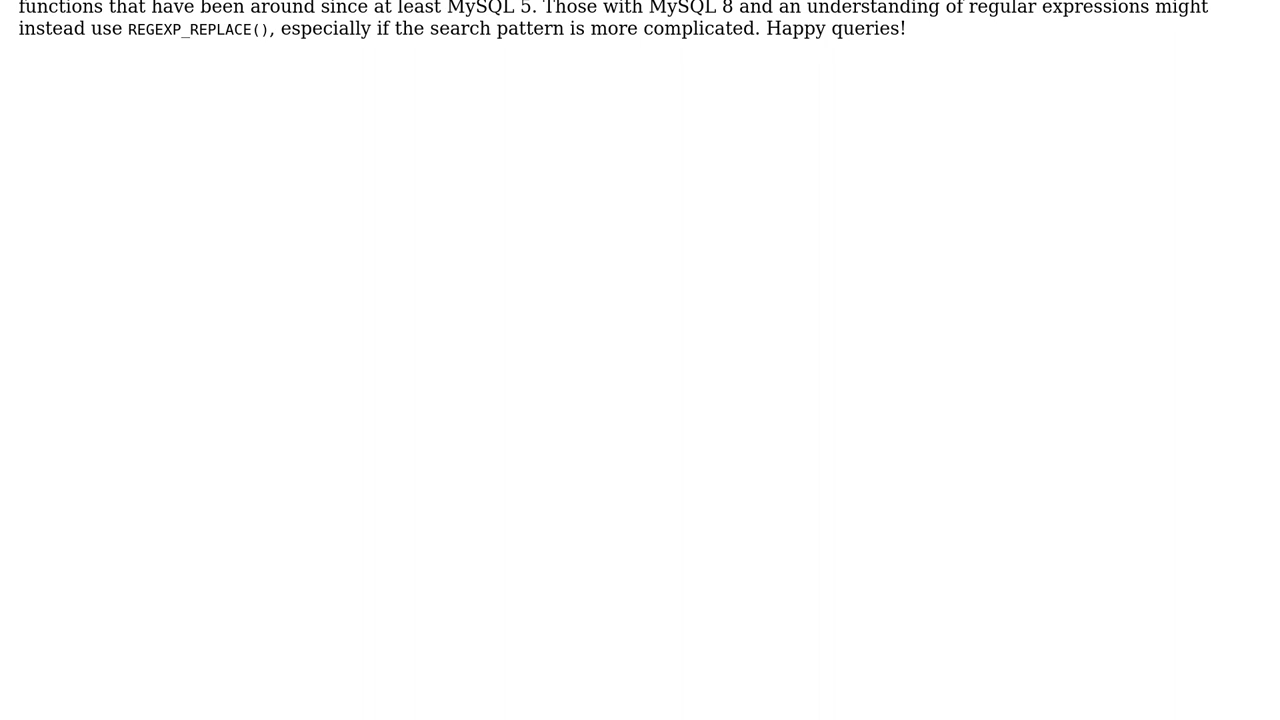 functions that have been around since at least MySQL 5. Those with MySQL 8 and an understanding of regular expressions might
instead use REGEXP_REPLACE(), especially if the search pattern is more complicated. Happy queries!